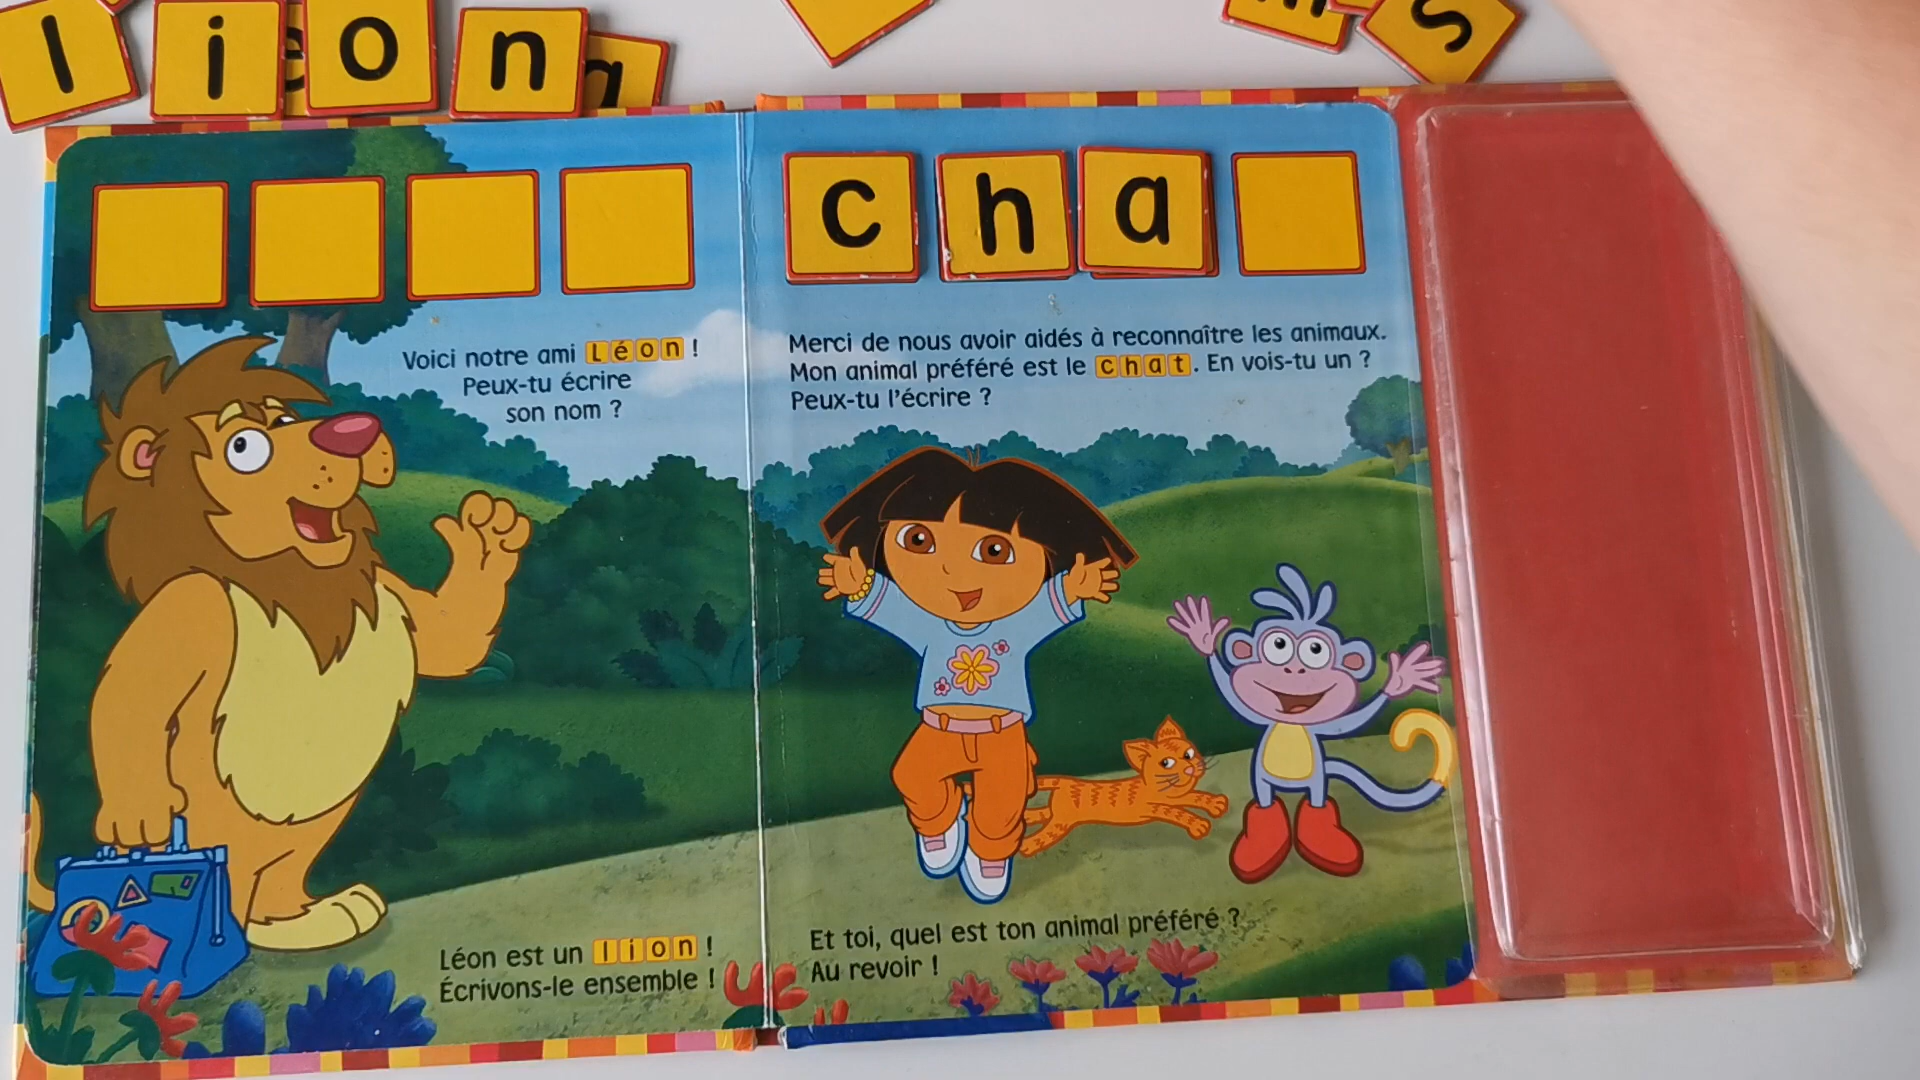 l i o n
s
c h a
Voici notre ami Léon !
Peux-tu écrire
son nom ?
Léon est un lion !
Écrivons-le ensemble !
Merci de nous avoir aidés à reconnaître les animaux.
Mon animal préféré est le chat. En vois-tu un ?
Peux-tu l'écrire ?
Et toi, quel est ton animal préféré ?
Au revoir !